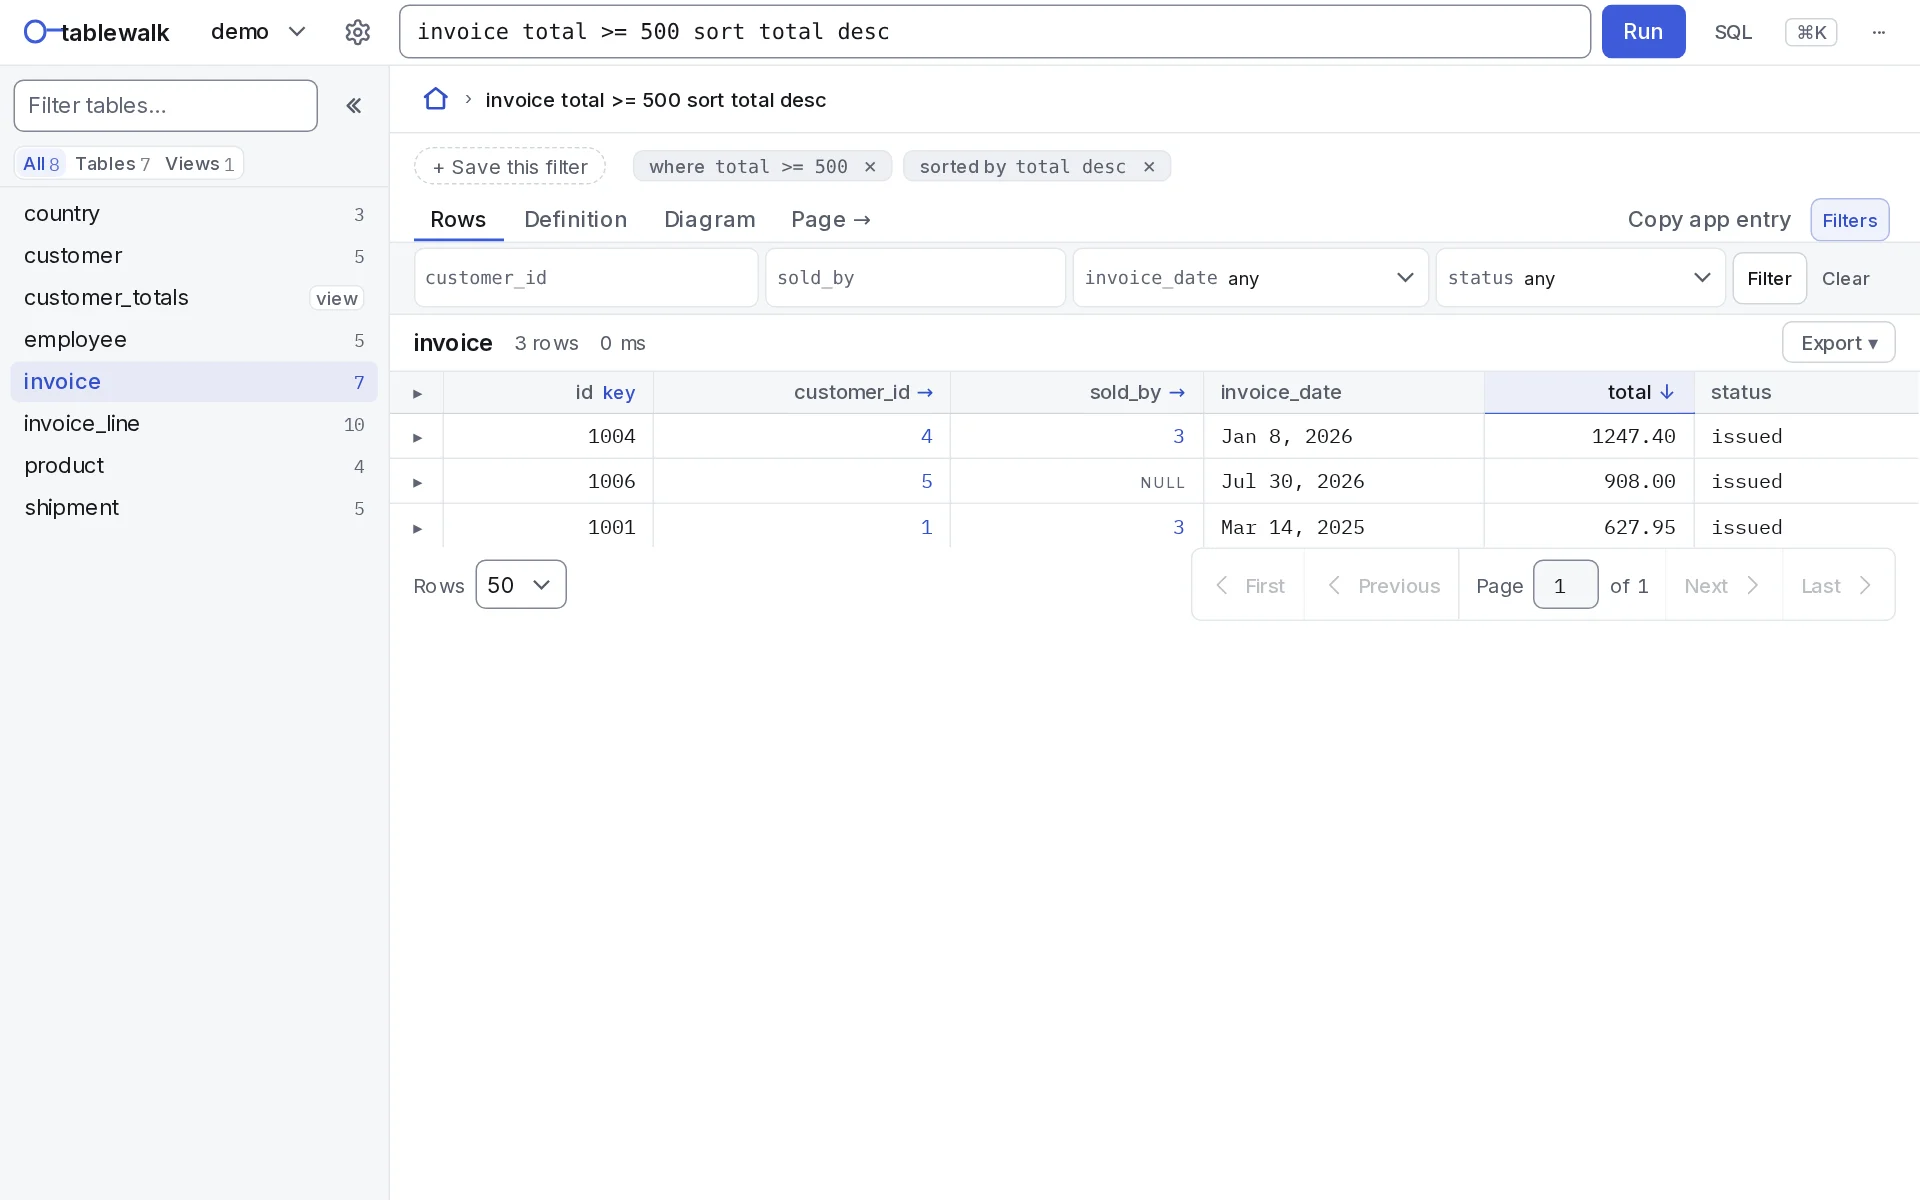 tablewalk demo invoice total >= 500 sort total desc Run SQL ⌘K ···
Filter tables... «
All 8 Tables 7 Views 1
country 3
customer 5
customer_totals view
employee 5
invoice 7
invoice_line 10
product 4
shipment 5
› invoice total >= 500 sort total desc
+ Save this filter where total >= 500 × sorted by total desc ×
Rows Definition Diagram Page → Copy app entry Filters
customer_id sold_by invoice_date any status any Filter Clear
invoice 3 rows 0 ms Export ▾
▸ id key customer_id → sold_by → invoice_date total ↓ status
▸ 1004 4 3 Jan 8, 2026 1247.40 issued
▸ 1006 5 NULL Jul 30, 2026 908.00 issued
▸ 1001 1 3 Mar 14, 2025 627.95 issued
Rows 50 First Previous Page 1 of 1 Next Last